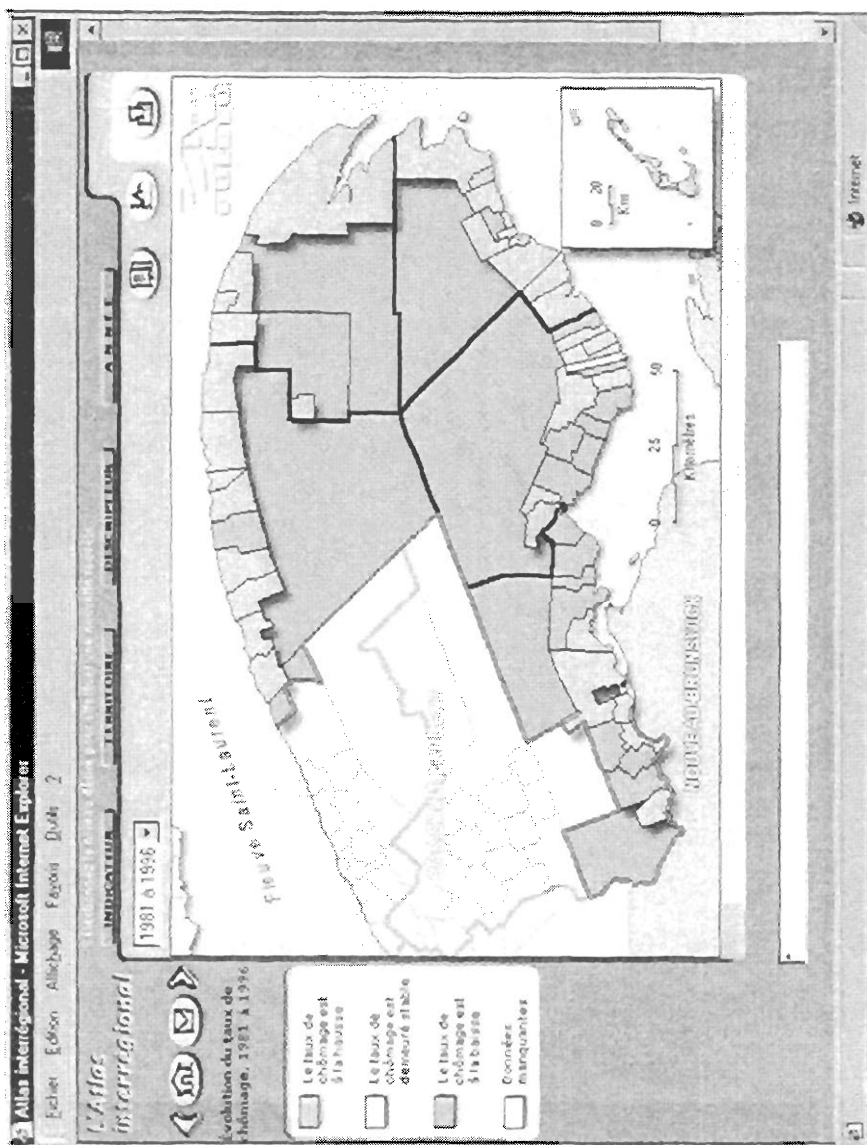 Atlas interrégional - Microsoft Internet Explorer
Fichier Edition Affichage Favoris Outils 2
L'Atlas
interrégional
INDICATEUR
TERRITOIRE
DESCRIPTEUR
ANNÉE
1981 à 1996
Évolution du taux de
chômage, 1981 à 1996
Le taux de
chômage est
à la hausse
Le taux de
chômage est
demeuré stable
Le taux de
chômage est
à la baisse
Données
manquantes
Fleuve Saint-Laurent
NOUVEAU-BRUNSWICK
0 25 50
Kilomètres
0 20
Km
Internet